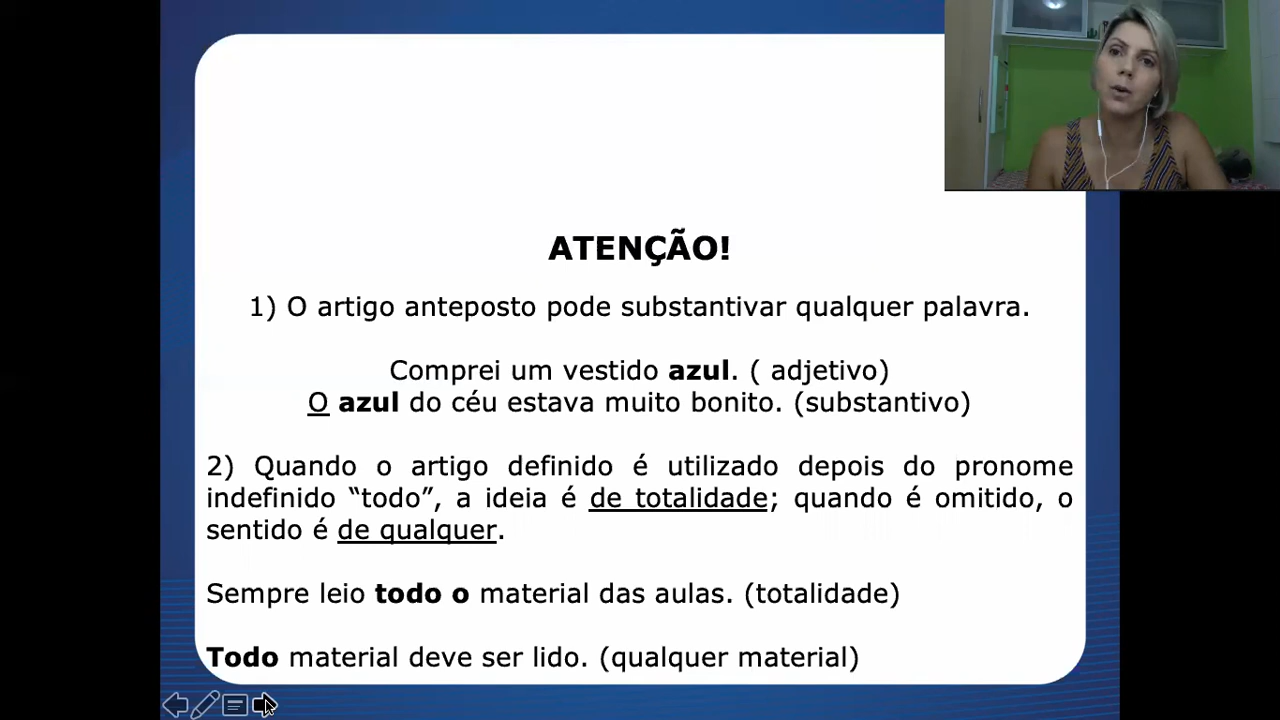 ATENÇÃO!
1) O artigo anteposto pode substantivar qualquer palavra.
Comprei um vestido azul. ( adjetivo)
O azul do céu estava muito bonito. (substantivo)
2) Quando o artigo definido é utilizado depois do pronome
indefinido “todo”, a ideia é de totalidade; quando é omitido, o
sentido é de qualquer.
Sempre leio todo o material das aulas. (totalidade)
Todo material deve ser lido. (qualquer material)